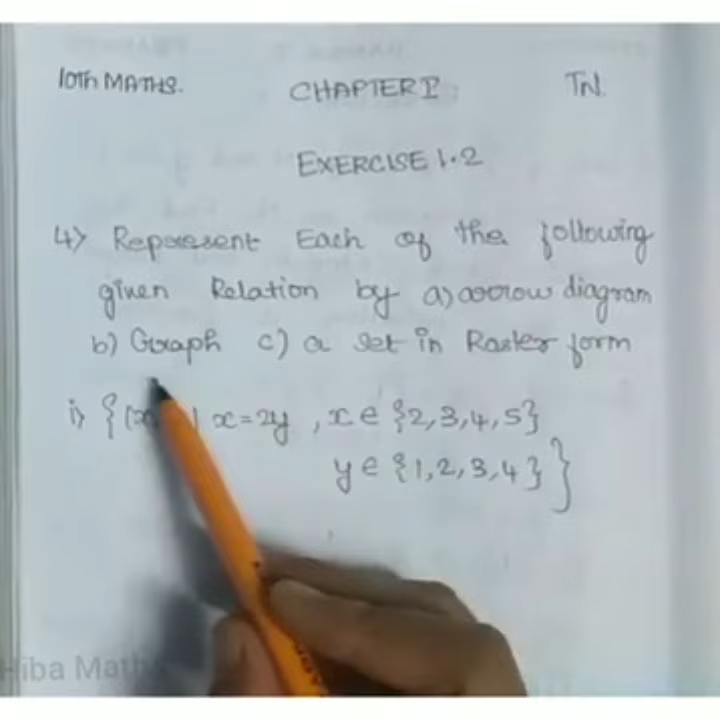 10th MATHS. CHAPTER I TN.
EXERCISE 1.2
4) Represent Each of the following
given Relation by a) arrow diagram
b) Graph c) a set in Roster form
i) {(x | x=2y , x ∈ {2,3,4,5}
y ∈ {1,2,3,4} }
Hiba Math